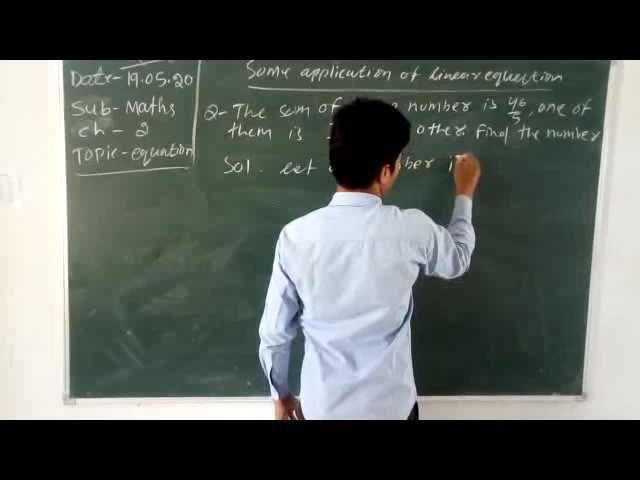 Date- 19.05.20
Sub- Maths
ch - 2
Topic- equation
Some application of linear equation
Q- The sum of number is 46/5, one of
them is other. Find the number
Sol. Let